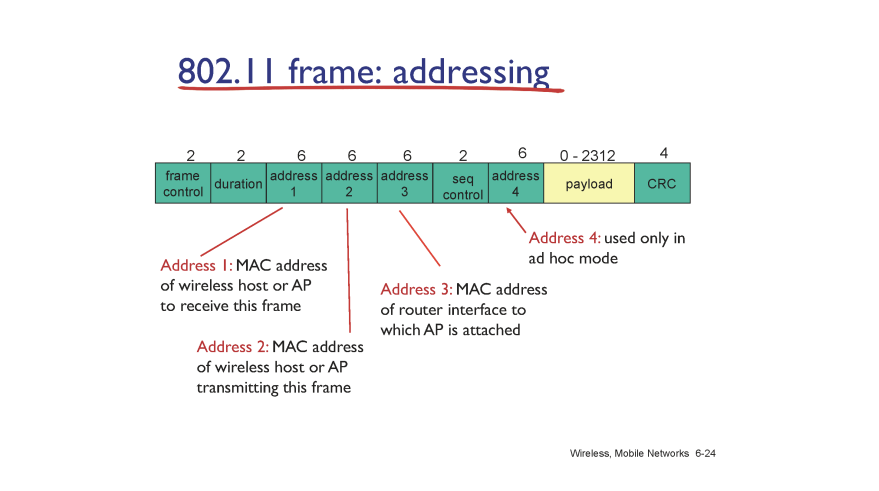 802.11 frame: addressing
2 2 6 6 6 2 6 0 - 2312 4
frame control
duration
address 1
address 2
address 3
seq control
address 4
payload
CRC
Address 4: used only in
ad hoc mode
Address 1: MAC address
of wireless host or AP
to receive this frame
Address 3: MAC address
of router interface to
which AP is attached
Address 2: MAC address
of wireless host or AP
transmitting this frame
Wireless, Mobile Networks 6-24